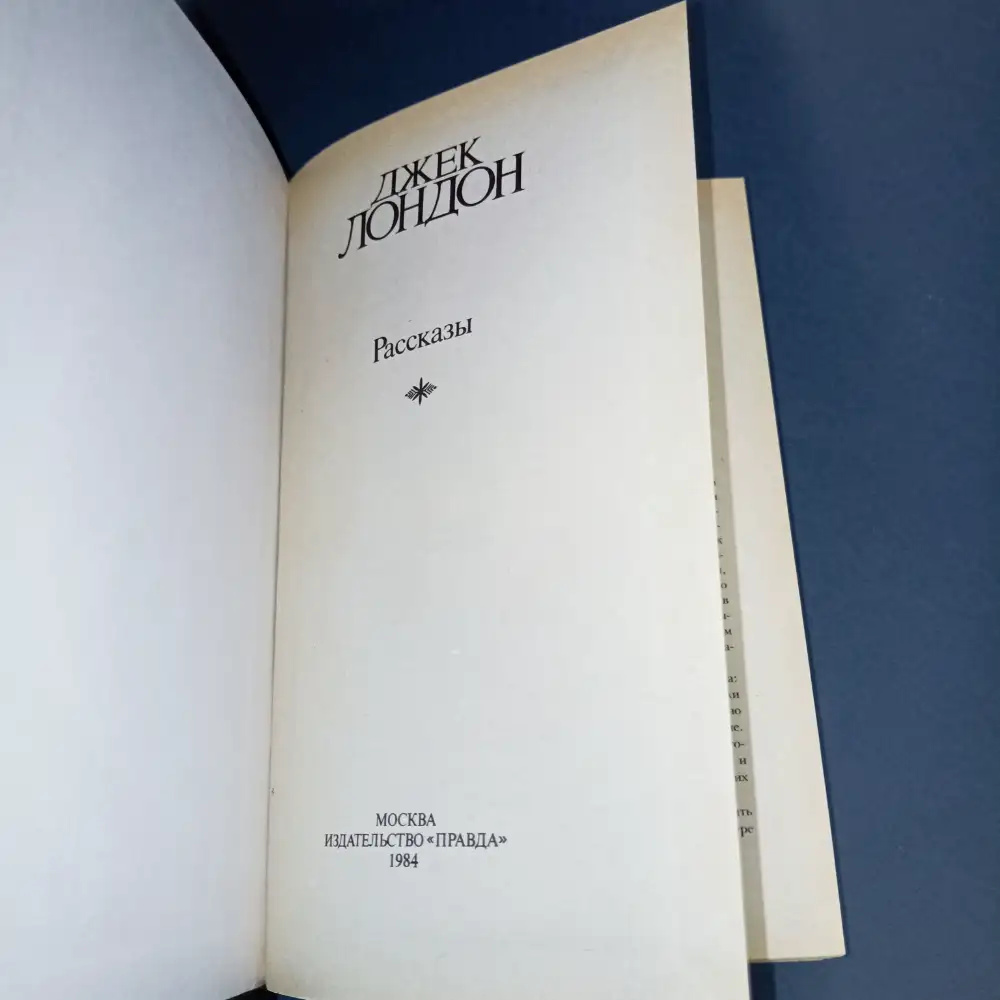 ДЖЕК
ЛОНДОН
Рассказы
МОСКВА
ИЗДАТЕЛЬСТВО «ПРАВДА»
1984